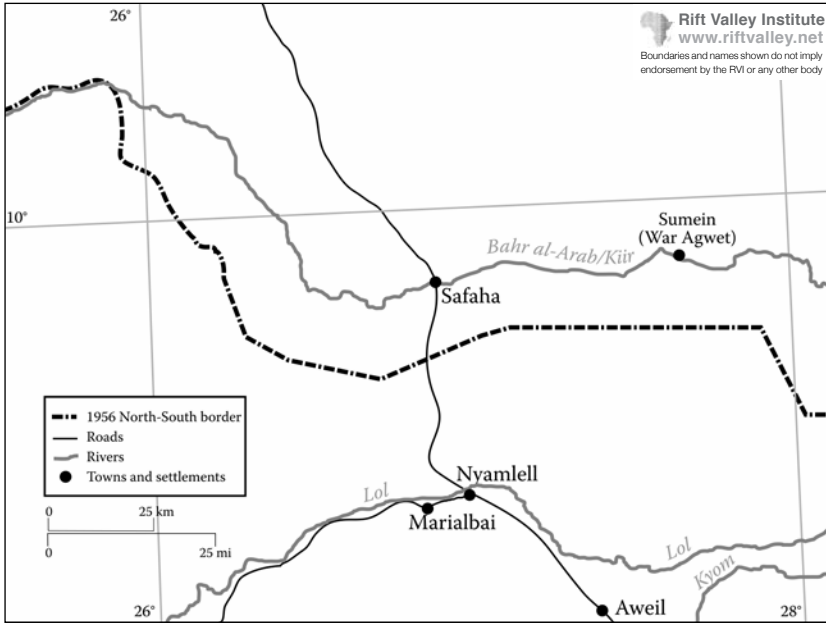 26°
Rift Valley Institute
www.riftvalley.net
Boundaries and names shown do not imply
endorsement by the RVI or any other body
10°
Sumein
(War Agwet)
Bahr al-Arab/Kiir
Safaha
1956 North-South border
Roads
Rivers
Towns and settlements
0 25 km
0 25 mi
Nyamlell
Lol
Marialbai
Lol
Kyom
26°
Aweil
28°